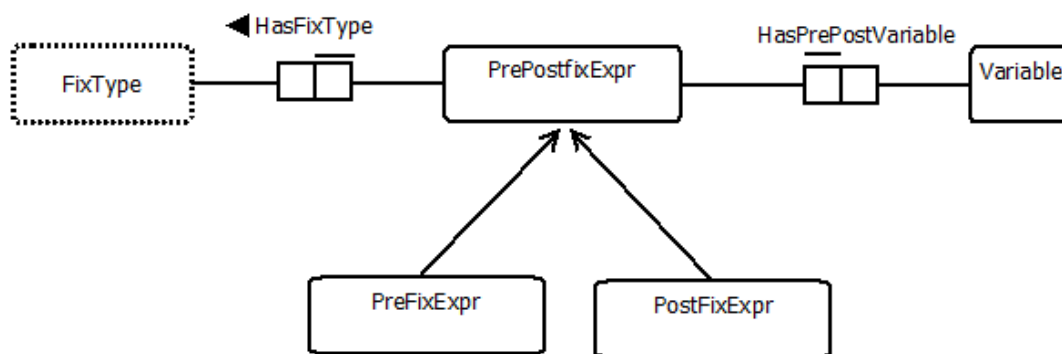 HasFixType
HasPrePostVariable
FixType
PrePostfixExpr
Variable
PreFixExpr
PostFixExpr